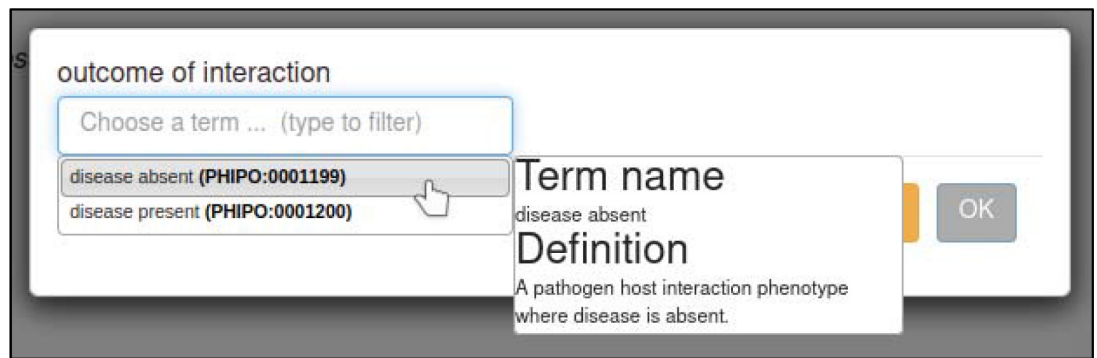 outcome of interaction
Choose a term ... (type to filter)
disease absent (PHIPO:0001199)
disease present (PHIPO:0001200)
Term name
disease absent
Definition
A pathogen host interaction phenotype
where disease is absent.
OK